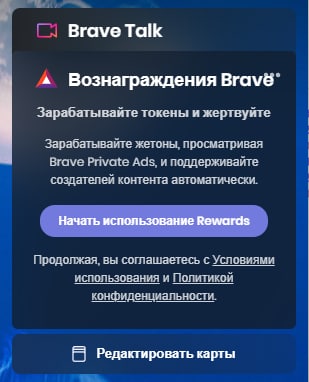 Brave Talk
Вознаграждения Brave
Зарабатывайте токены и жертвуйте
Зарабатывайте жетоны, просматривая
Brave Private Ads, и поддерживайте
создателей контента автоматически.
Начать использование Rewards
Продолжая, вы соглашаетесь с Условиями
использования и Политикой
конфиденциальности.
Редактировать карты